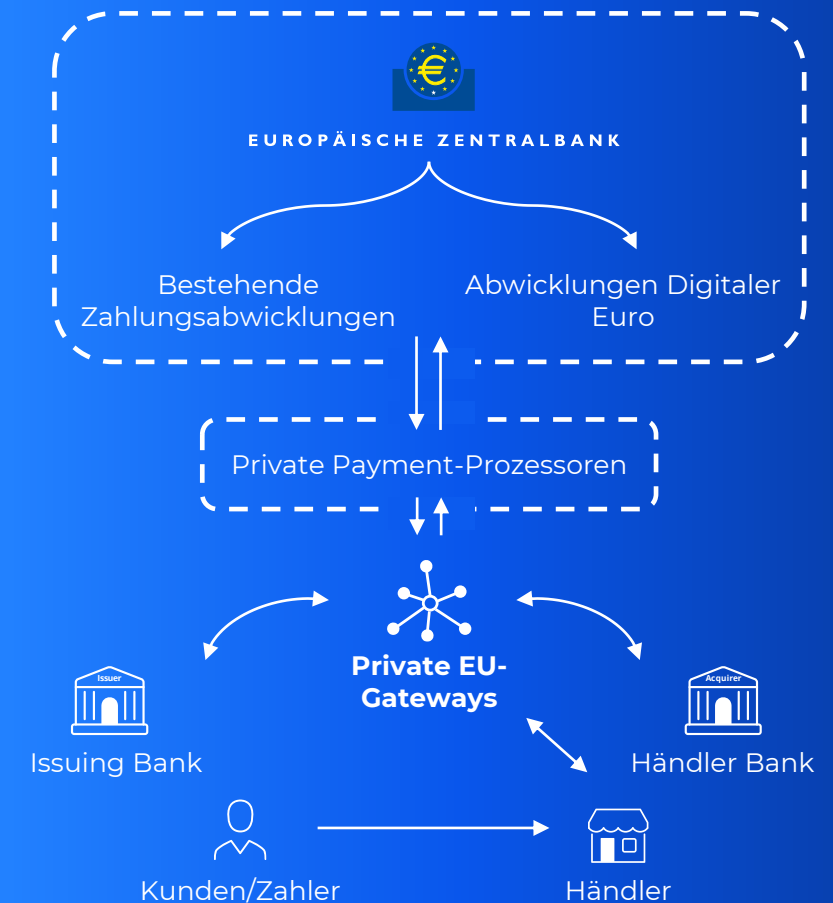 EUROPÄISCHE ZENTRALBANK
Bestehende
Zahlungsabwicklungen
Abwicklungen Digitaler
Euro
Private Payment-Prozessoren
Private EU-
Gateways
Issuer
Issuing Bank
Acquirer
Händler Bank
Kunden/Zahler
Händler